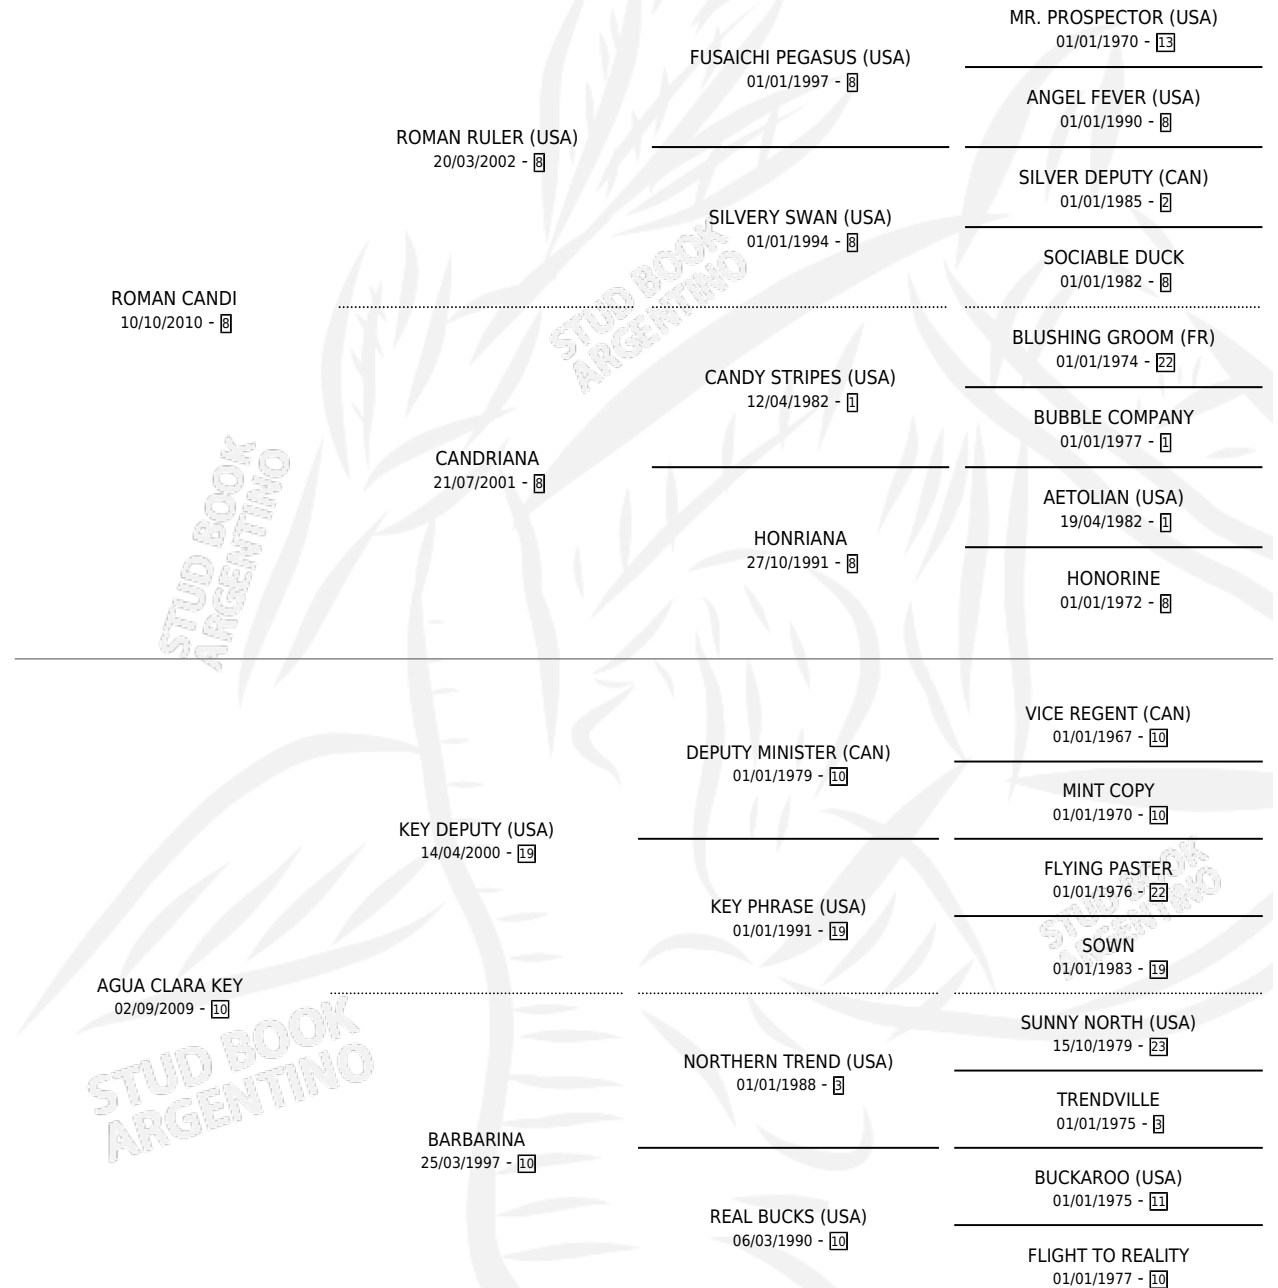 MR. PROSPECTOR (USA)
01/01/1970 - 13
FUSAICHI PEGASUS (USA)
01/01/1997 - 8
ANGEL FEVER (USA)
01/01/1990 - 8
ROMAN RULER (USA)
20/03/2002 - 8
SILVER DEPUTY (CAN)
01/01/1985 - 2
SILVERY SWAN (USA)
01/01/1994 - 8
SOCIABLE DUCK
01/01/1982 - 8
STUD BOOK
ARGENTINO
ROMAN CANDI
10/10/2010 - 8
BLUSHING GROOM (FR)
01/01/1974 - 22
CANDY STRIPES (USA)
12/04/1982 - 1
BUBBLE COMPANY
01/01/1977 - 1
CANDRIANA
21/07/2001 - 8
AETOLIAN (USA)
19/04/1982 - 1
HONRIANA
27/10/1991 - 8
HONORINE
01/01/1972 - 8
STUD BOOK
ARGENTINO
VICE REGENT (CAN)
01/01/1967 - 10
DEPUTY MINISTER (CAN)
01/01/1979 - 10
MINT COPY
01/01/1970 - 10
KEY DEPUTY (USA)
14/04/2000 - 19
FLYING PASTER
01/01/1976 - 22
KEY PHRASE (USA)
01/01/1991 - 19
SOWN
01/01/1983 - 19
STUD BOOK
ARGENTINO
AGUA CLARA KEY
02/09/2009 - 10
SUNNY NORTH (USA)
15/10/1979 - 23
NORTHERN TREND (USA)
01/01/1988 - 3
TRENDVILLE
01/01/1975 - 3
STUD BOOK
ARGENTINO
BARBARINA
25/03/1997 - 10
BUCKAROO (USA)
01/01/1975 - 11
REAL BUCKS (USA)
06/03/1990 - 10
FLIGHT TO REALITY
01/01/1977 - 10